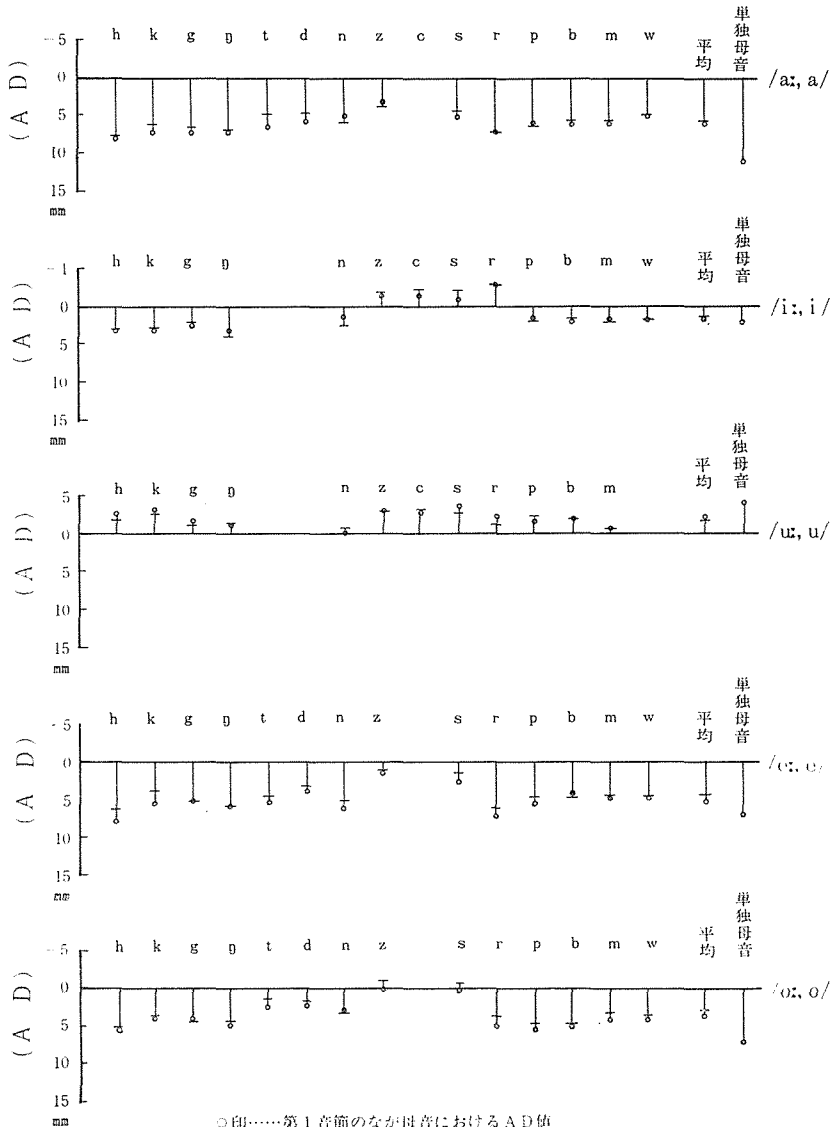 -5 h k g ŋ t d n z c s r p b m w 平均 単独母音
0 /aː, a/
5
10
15
mm
(A D)
-1 h k g ŋ n z c s r p b m w 平均 単独母音
0 /iː, i/
5
10
15
mm
(A D)
5 h k g ŋ n z c s r p b m 平均 単独母音
0 /uː, u/
5
10
15
mm
(A D)
-5 h k g ŋ t d n z s r p b m w 平均 単独母音
0 /eː, e/
5
10
15
mm
(A D)
-5 h k g ŋ t d n z s r p b m w 平均 単独母音
0 /oː, o/
5
10
15
mm
(A D)
○印……第1音節のなが母音におけるAD値